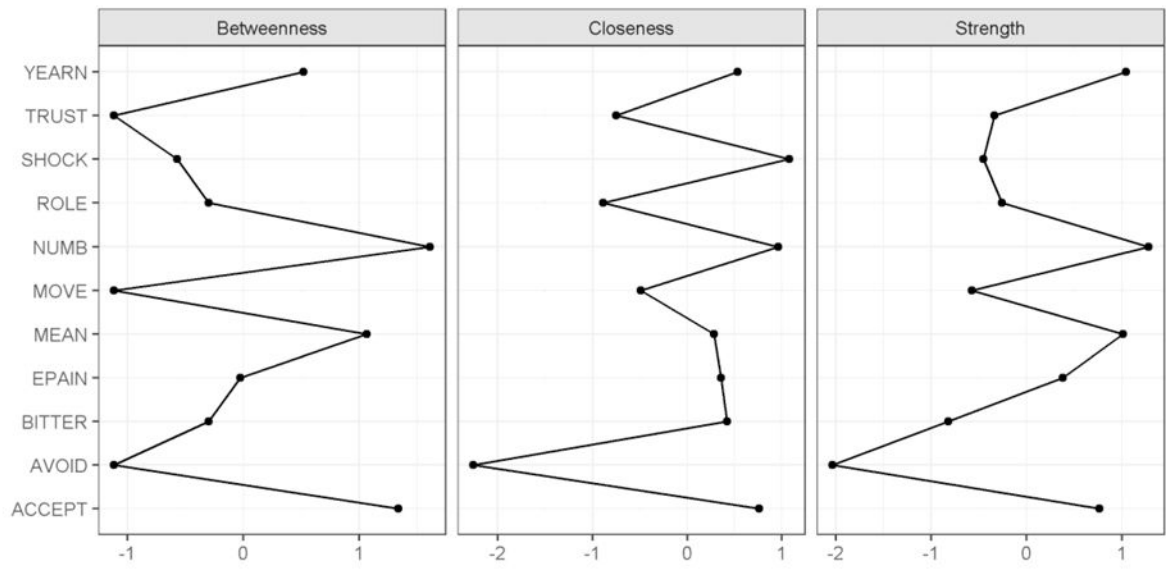 Betweenness Closeness Strength
YEARN
TRUST
SHOCK
ROLE
NUMB
MOVE
MEAN
EPAIN
BITTER
AVOID
ACCEPT
-1 0 1 -2 -1 0 1 -2 -1 0 1